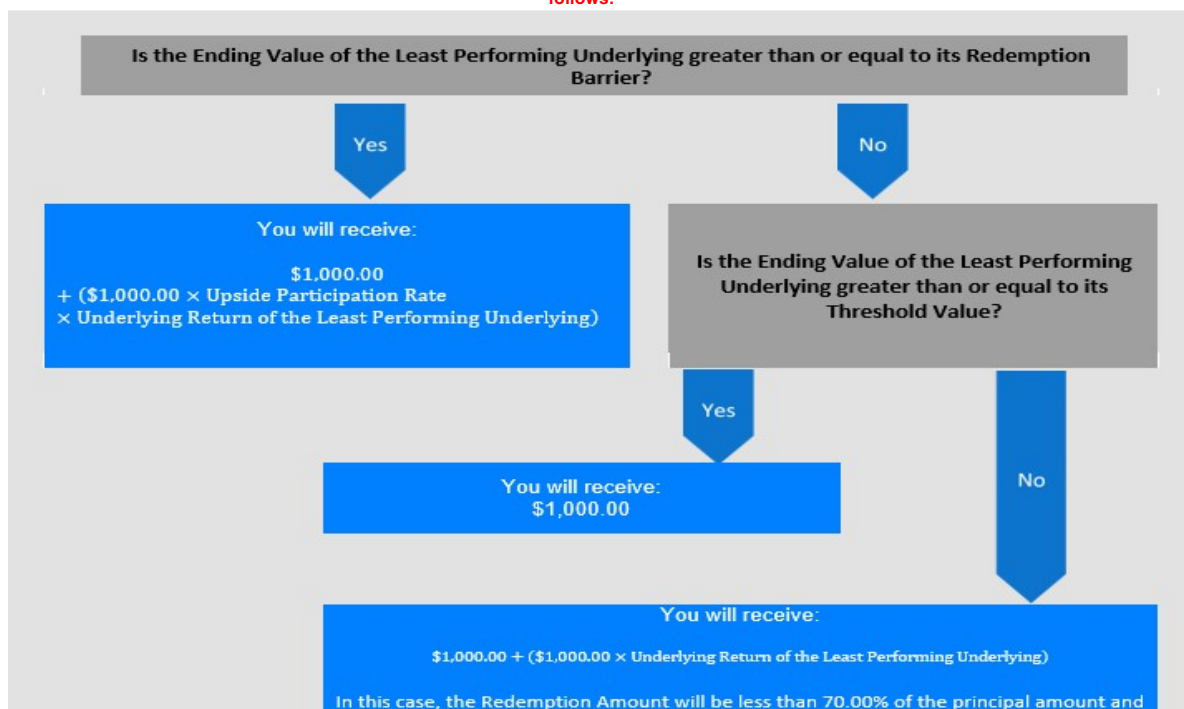 follows:
Is the Ending Value of the Least Performing Underlying greater than or equal to its Redemption
Barrier?
Yes
No
You will receive:
$1,000.00
+ ($1,000.00 × Upside Participation Rate
× Underlying Return of the Least Performing Underlying)
Is the Ending Value of the Least Performing
Underlying greater than or equal to its
Threshold Value?
Yes
No
You will receive:
$1,000.00
You will receive:
$1,000.00 + ($1,000.00 × Underlying Return of the Least Performing Underlying)
In this case, the Redemption Amount will be less than 70.00% of the principal amount and